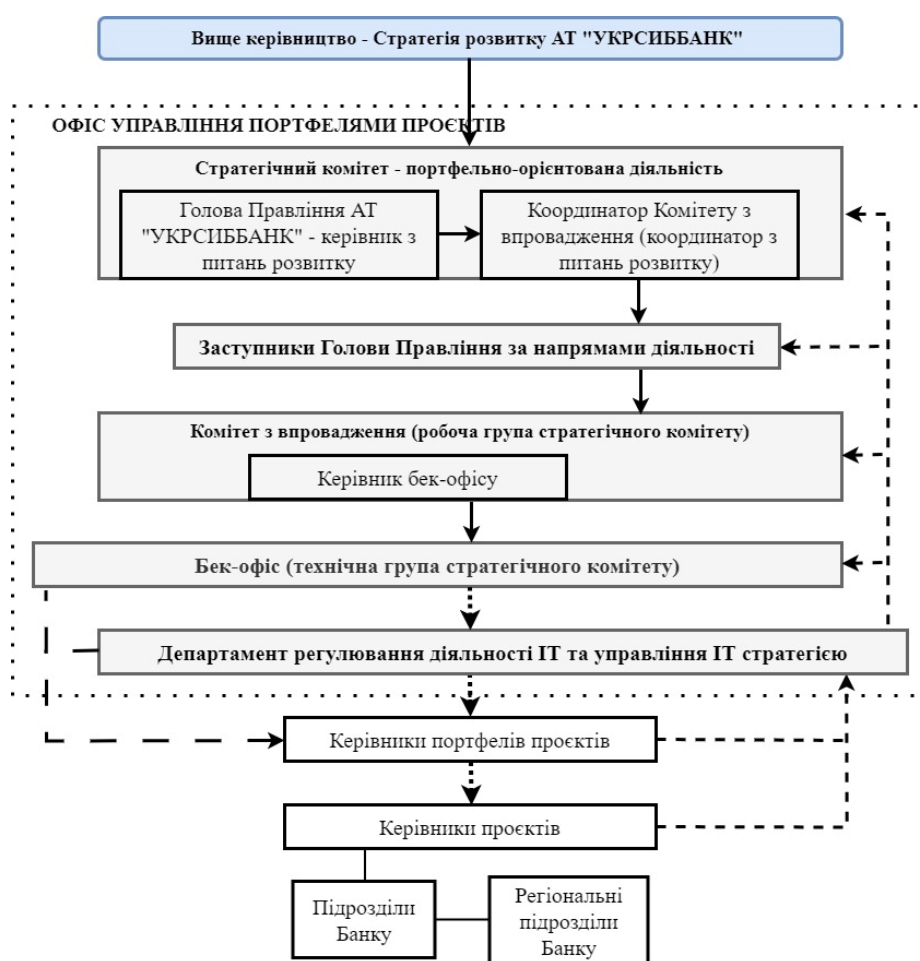 Вище керівництво - Стратегія розвитку АТ "УКРСИББАНК"
ОФІС УПРАВЛІННЯ ПОРТФЕЛЯМИ ПРОЄКТІВ
Стратегічний комітет - портфельно-орієнтована діяльність
Голова Правління АТ
"УКРСИББАНК" - керівник з
питань розвитку
Координатор Комітету з
впровадження (координатор з
питань розвитку)
Заступники Голови Правління за напрямами діяльності
Комітет з впровадження (робоча група стратегічного комітету)
Керівник бек-офісу
Бек-офіс (технічна група стратегічного комітету)
Департамент регулювання діяльності ІТ та управління ІТ стратегією
Керівники портфелів проєктів
Керівники проєктів
Підрозділи
Банку
Регіональні
підрозділи
Банку